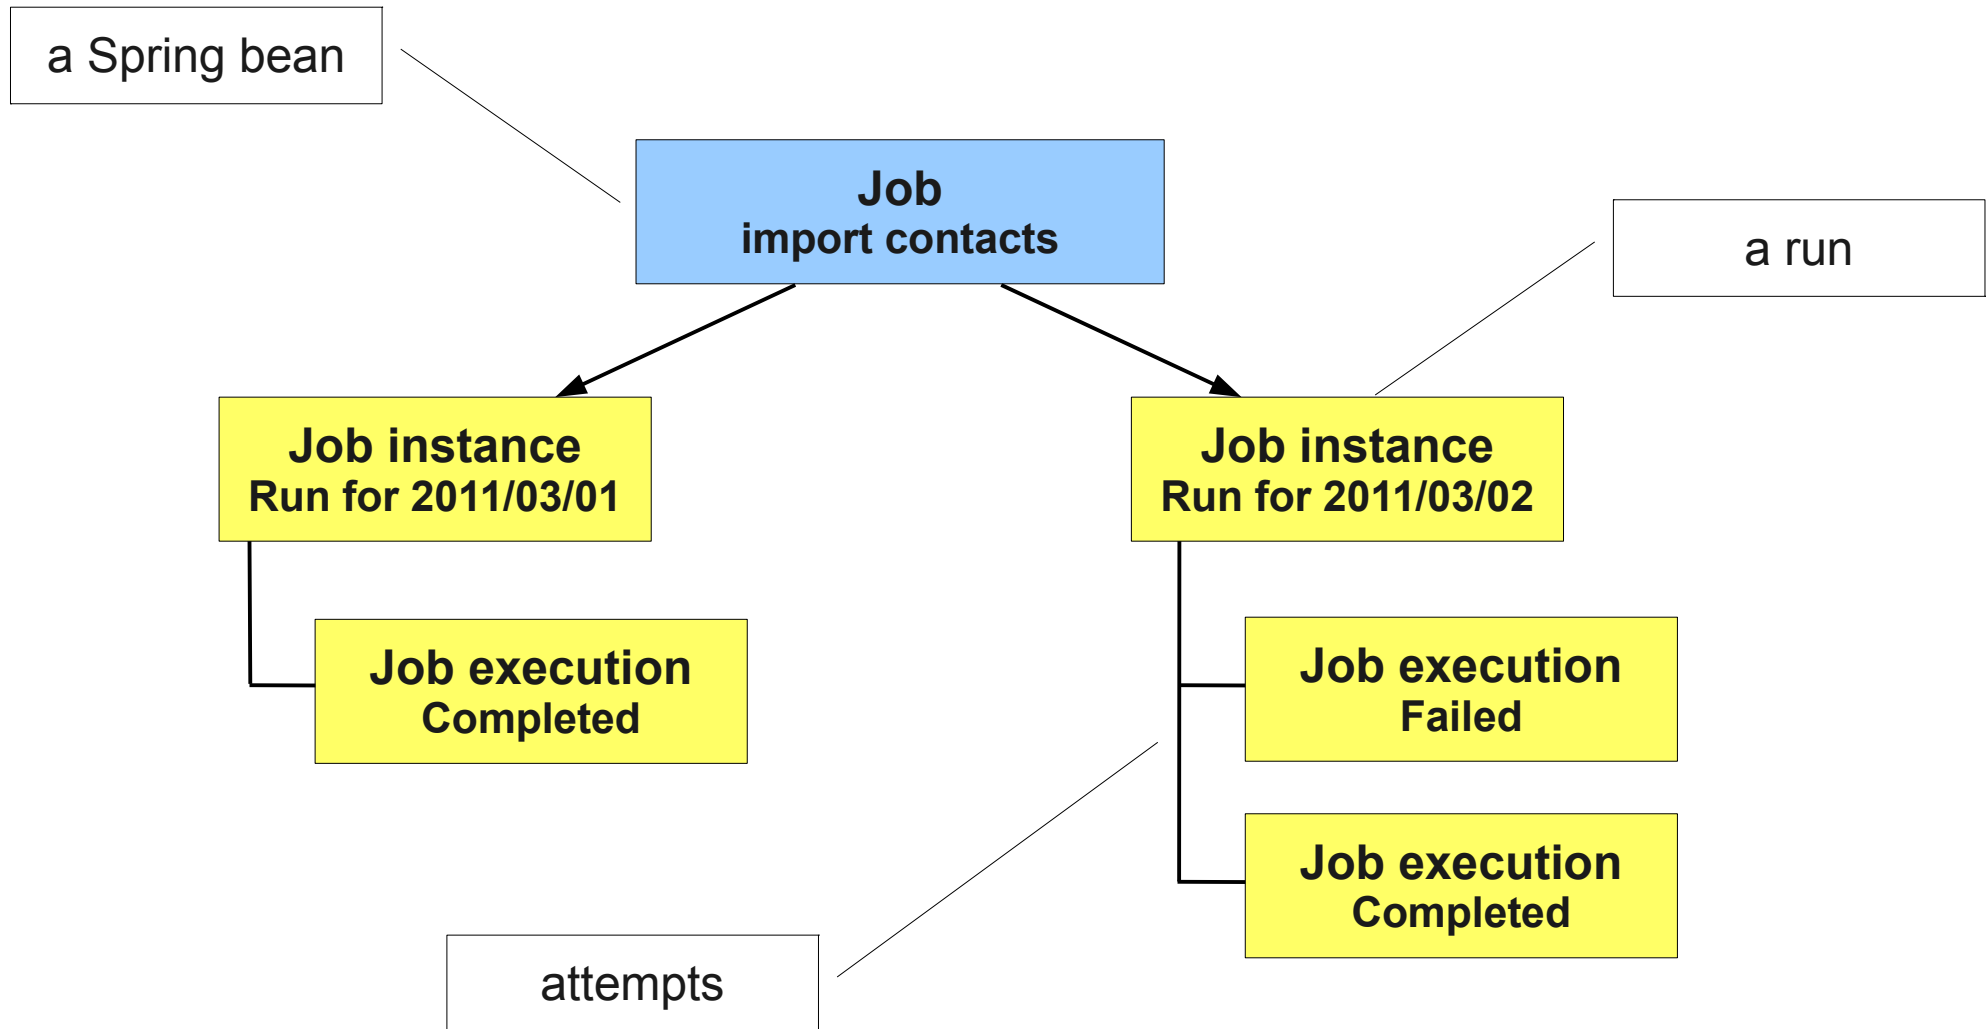 a Spring bean
Job
import contacts
a run
Job instance
Run for 2011/03/01
Job instance
Run for 2011/03/02
Job execution
Completed
Job execution
Failed
Job execution
Completed
attempts